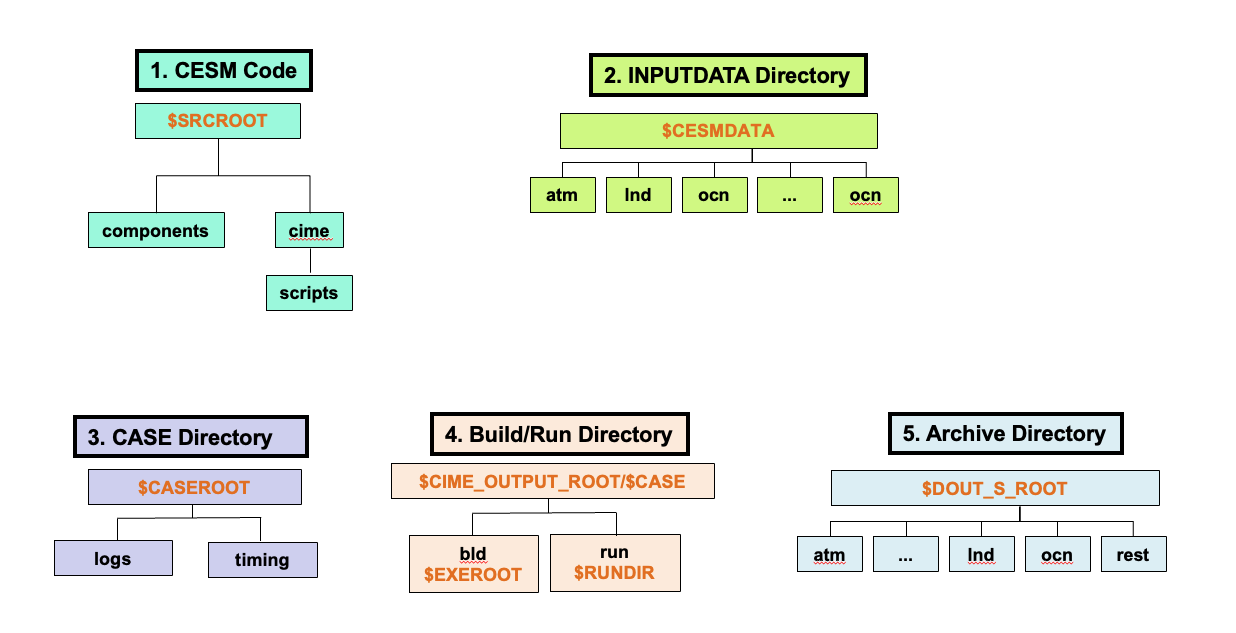 1. CESM Code
$SRCROOT
components
cime
scripts
2. INPUTDATA Directory
$CESMDATA
atm
lnd
ocn
...
ocn
3. CASE Directory
$CASEROOT
logs
timing
4. Build/Run Directory
$CIME_OUTPUT_ROOT/$CASE
bld
$EXEROOT
run
$RUNDIR
5. Archive Directory
$DOUT_S_ROOT
atm
...
lnd
ocn
rest